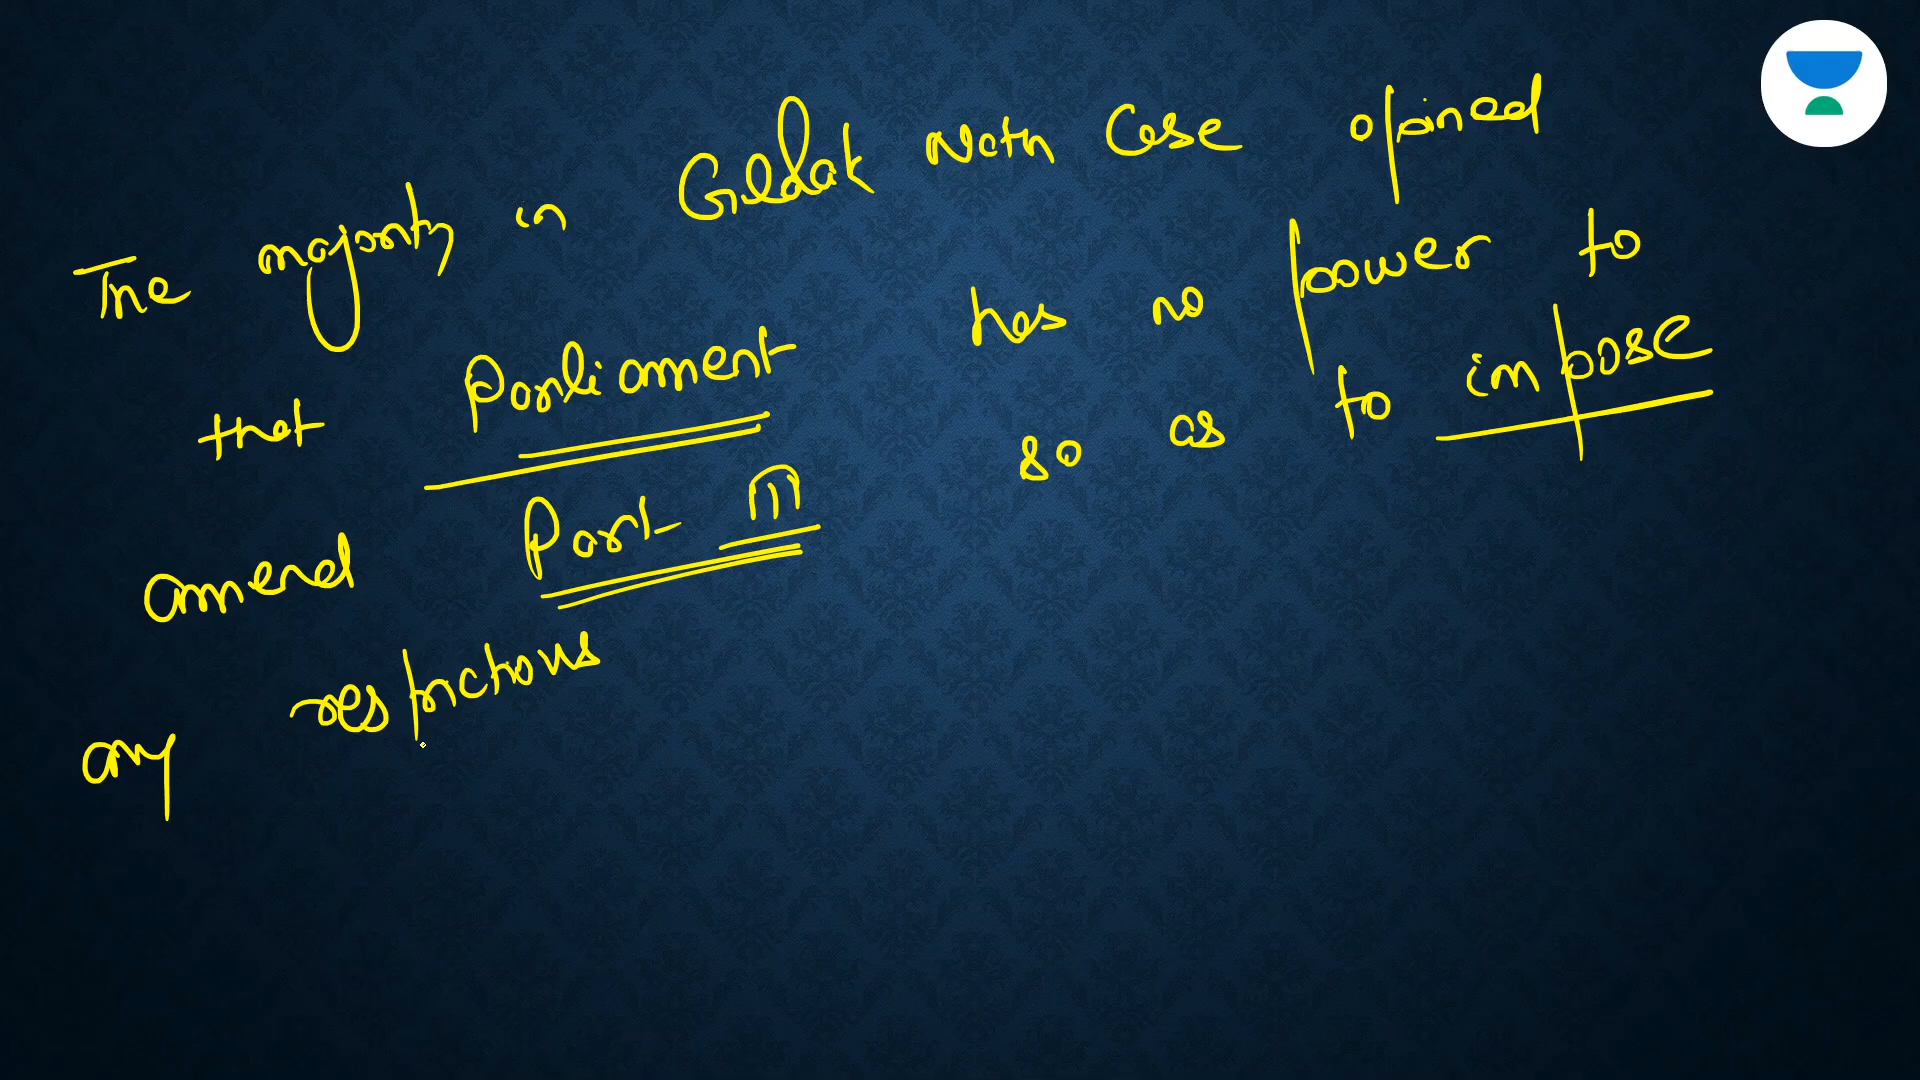 The majority in Goldak Nath Case opined
that Parliament has no power to
amend Part-III so as to impose
any restrictions